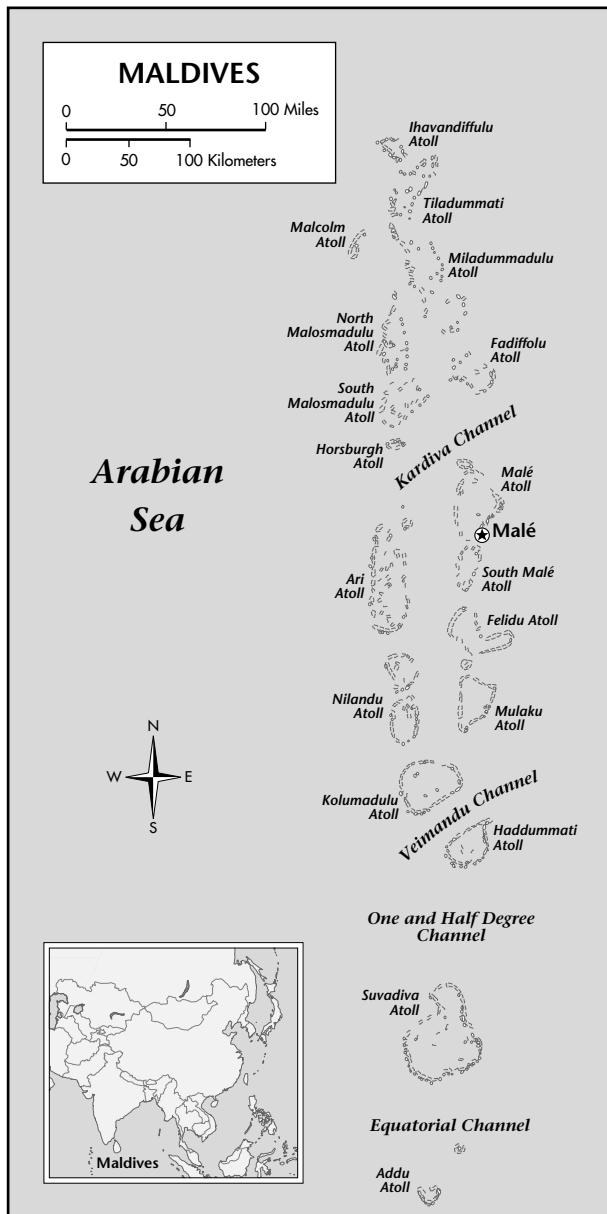 MALDIVES
0 50 100 Miles
0 50 100 Kilometers
Ihavandiffulu
Atoll
Tiladummati
Atoll
Malcolm
Atoll
Miladummadulu
Atoll
North
Malosmadulu
Atoll
Fadiffolu
Atoll
South
Malosmadulu
Atoll
Horsburgh
Atoll
Kardiva Channel
Arabian
Sea
Malé
Atoll
Malé
Ari
Atoll
South Malé
Atoll
Felidu Atoll
Nilandu
Atoll
Mulaku
Atoll
N
W E
S
Kolumadulu
Atoll
Veimandu Channel
Haddummati
Atoll
One and Half Degree
Channel
Suvadiva
Atoll
Equatorial Channel
Addu
Atoll
Maldives